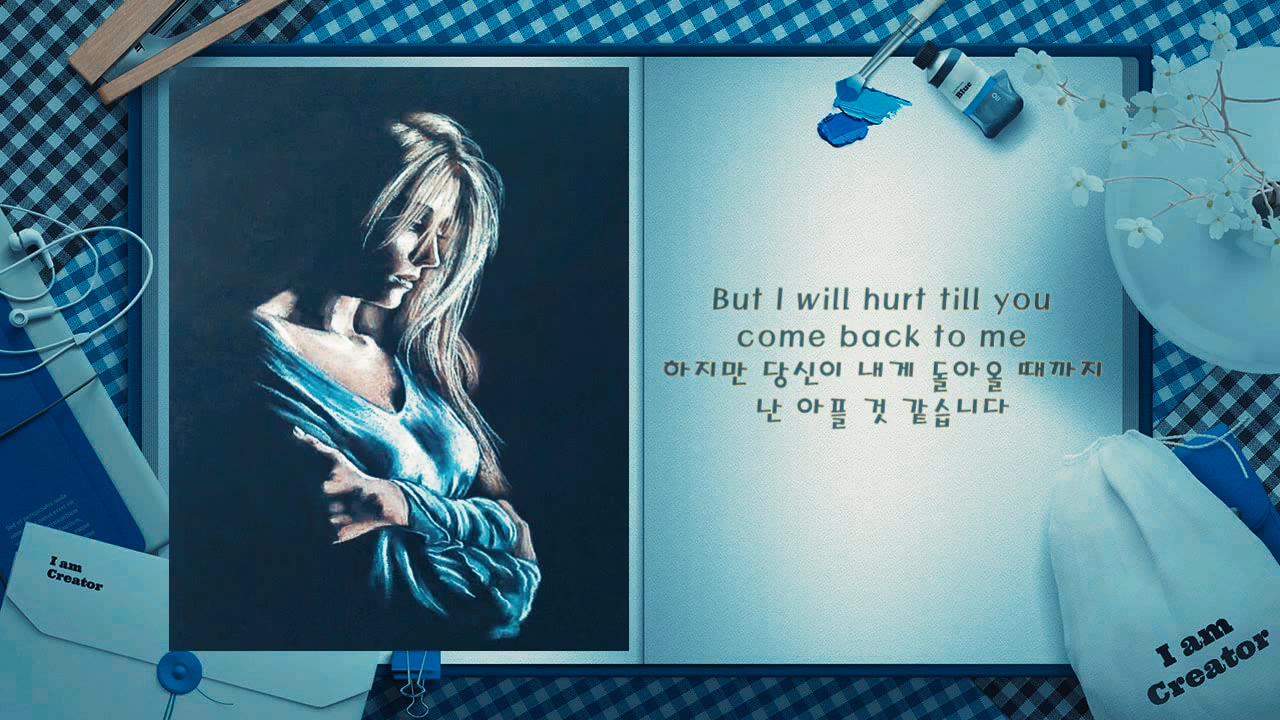 Blue
But I will hurt till you
come back to me
하지만 당신이 내게 돌아올 때까지
난 아플 것 같습니다
I am
Creator
I am
Creator